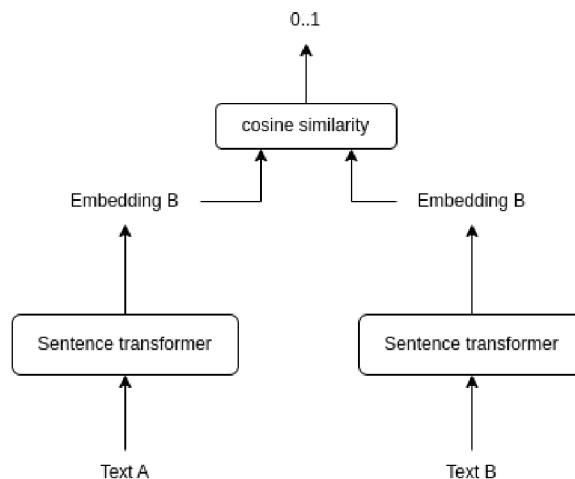 0..1
cosine similarity
Embedding B
Embedding B
Sentence transformer
Sentence transformer
Text A
Text B